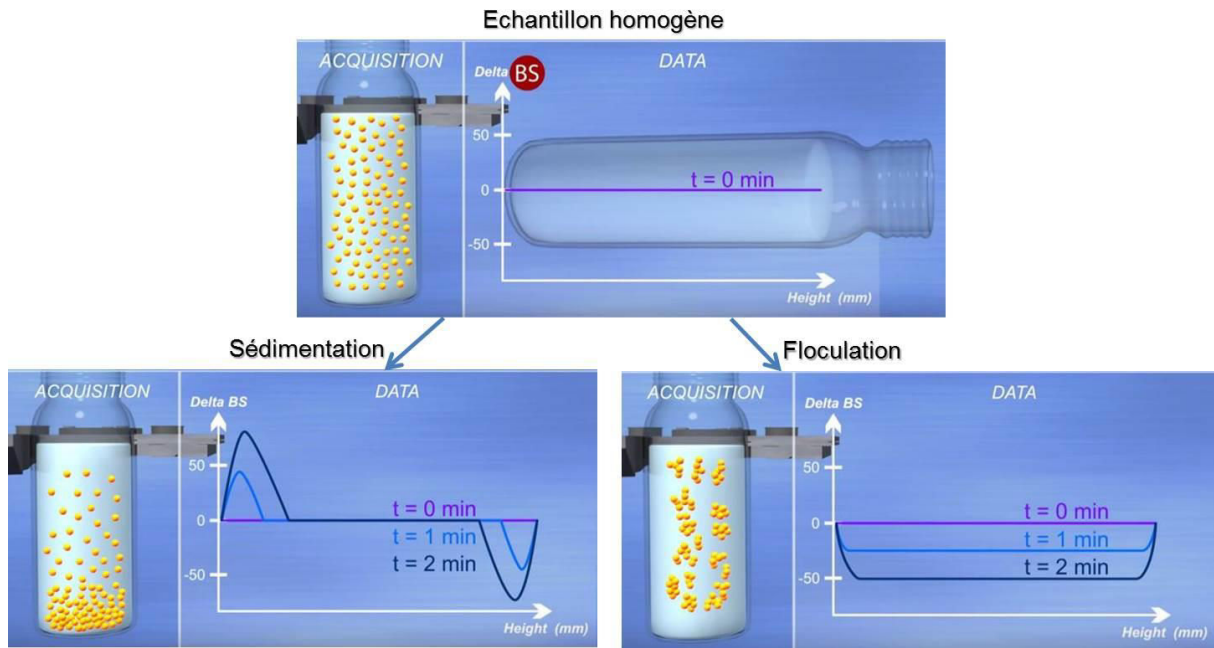 Echantillon homogène
ACQUISITION
DATA
Delta BS
50
0
-50
t = 0 min
Height (mm)
Sédimentation
ACQUISITION
DATA
Delta BS
50
0
-50
t = 0 min
t = 1 min
t = 2 min
Height (mm)
Floculation
ACQUISITION
DATA
Delta BS
50
0
-50
t = 0 min
t = 1 min
t = 2 min
Height (mm)